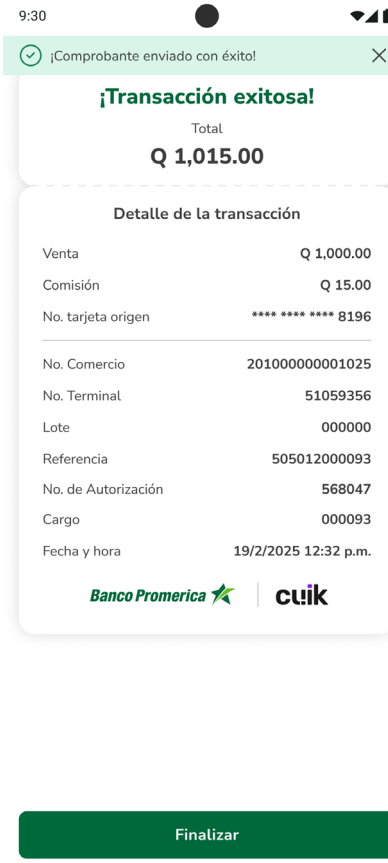 9:30
¡Comprobante enviado con éxito!
¡Transacción exitosa!
Total
Q 1,015.00
Detalle de la transacción
Venta Q 1,000.00
Comisión Q 15.00
No. tarjeta origen **** **** **** 8196
No. Comercio 201000000001025
No. Terminal 51059356
Lote 000000
Referencia 505012000093
No. de Autorización 568047
Cargo 000093
Fecha y hora 19/2/2025 12:32 p.m.
Banco Promerica cuik
Finalizar